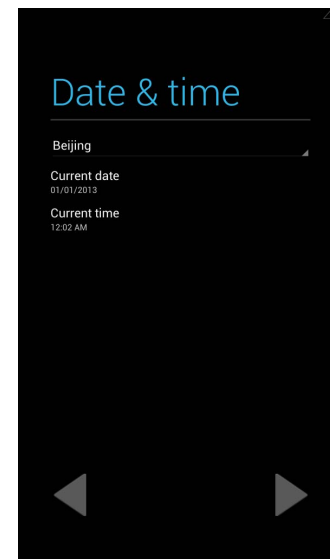 Date & time
Beijing
Current date
01/01/2013
Current time
12:02 AM